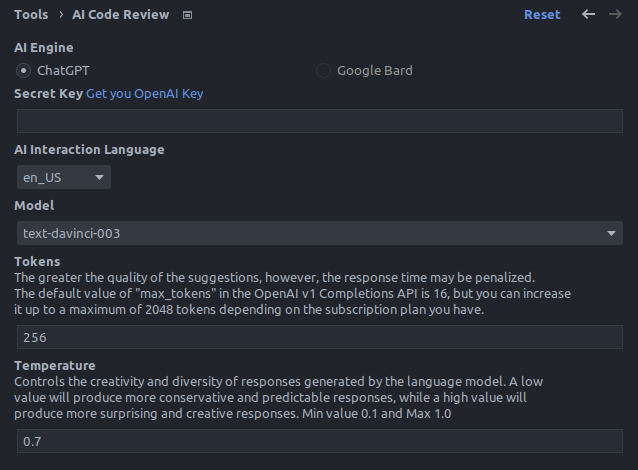 Tools › AI Code Review
Reset
AI Engine
ChatGPT
Google Bard
Secret Key Get you OpenAI Key
AI Interaction Language
en_US
Model
text-davinci-003
Tokens
The greater the quality of the suggestions, however, the response time may be penalized.
The default value of "max_tokens" in the OpenAI v1 Completions API is 16, but you can increase
it up to a maximum of 2048 tokens depending on the subscription plan you have.
256
Temperature
Controls the creativity and diversity of responses generated by the language model. A low
value will produce more conservative and predictable responses, while a high value will
produce more surprising and creative responses. Min value 0.1 and Max 1.0
0.7